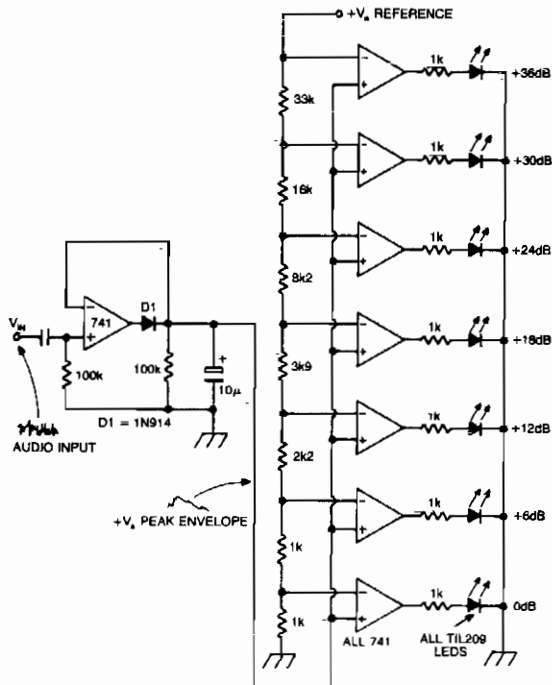 +Vₐ REFERENCE
1k
+36dB
33k
1k
+30dB
16k
1k
+24dB
8k2
1k
+18dB
3k9
1k
+12dB
2k2
1k
+6dB
1k
1k
0dB
1k
ALL 741
ALL TIL209
LEDS
V_IN
741
D1
100k
100k
10μ
D1 = 1N914
AUDIO INPUT
+Vₐ PEAK ENVELOPE